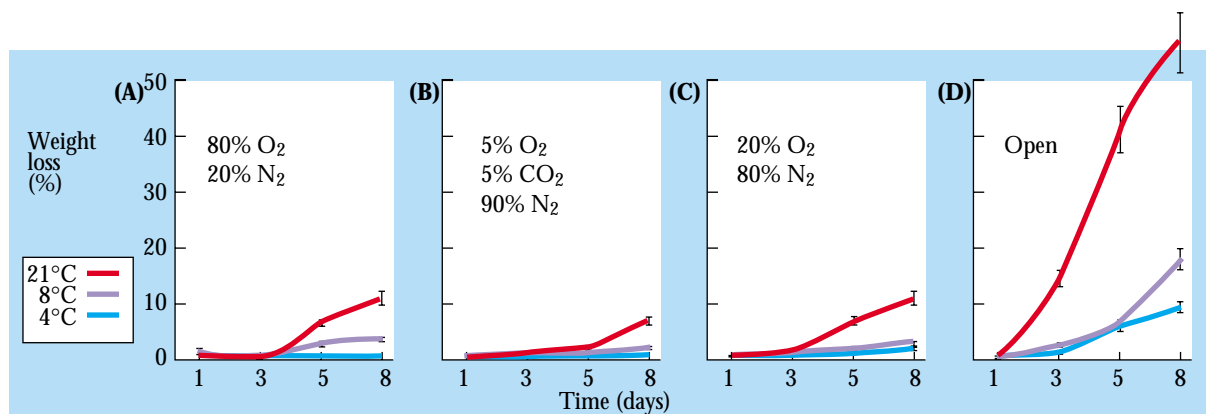 (A)
(B)
(C)
(D)
50
40
30
20
10
0
Weight
loss
(%)
80% O₂
20% N₂
5% O₂
5% CO₂
90% N₂
20% O₂
80% N₂
Open
21°C
8°C
4°C
1 3 5 8
1 3 5 8
1 3 5 8
1 3 5 8
Time (days)